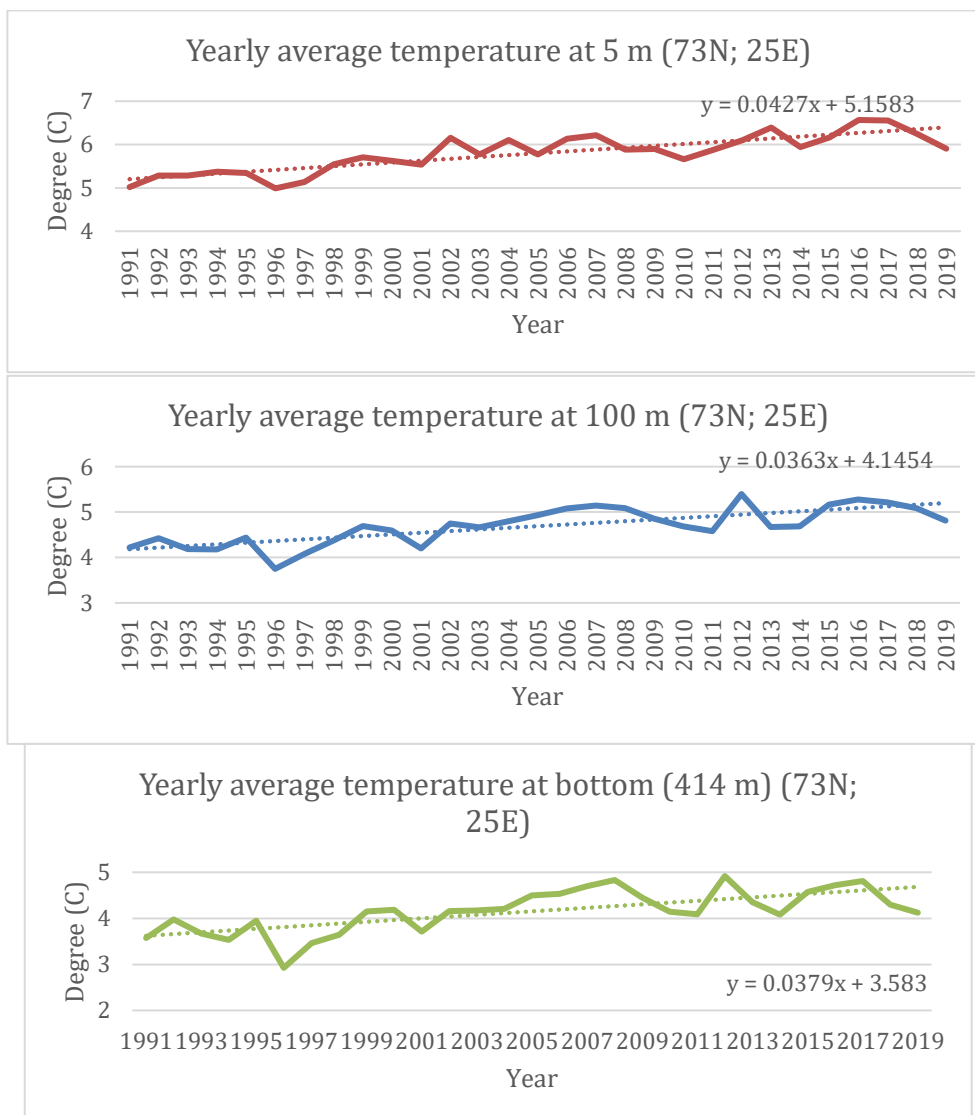 Yearly average temperature at 5 m (73N; 25E)
y = 0.0427x + 5.1583
7
6
5
4
Degree (C)
1991 1992 1993 1994 1995 1996 1997 1998 1999 2000 2001 2002 2003 2004 2005 2006 2007 2008 2009 2010 2011 2012 2013 2014 2015 2016 2017 2018 2019
Year
Yearly average temperature at 100 m (73N; 25E)
y = 0.0363x + 4.1454
6
5
4
3
Degree (C)
1991 1992 1993 1994 1995 1996 1997 1998 1999 2000 2001 2002 2003 2004 2005 2006 2007 2008 2009 2010 2011 2012 2013 2014 2015 2016 2017 2018 2019
Year
Yearly average temperature at bottom (414 m) (73N;
25E)
5
4
3
2
Degree (C)
y = 0.0379x + 3.583
1991 1993 1995 1997 1999 2001 2003 2005 2007 2009 2011 2013 2015 2017 2019
Year